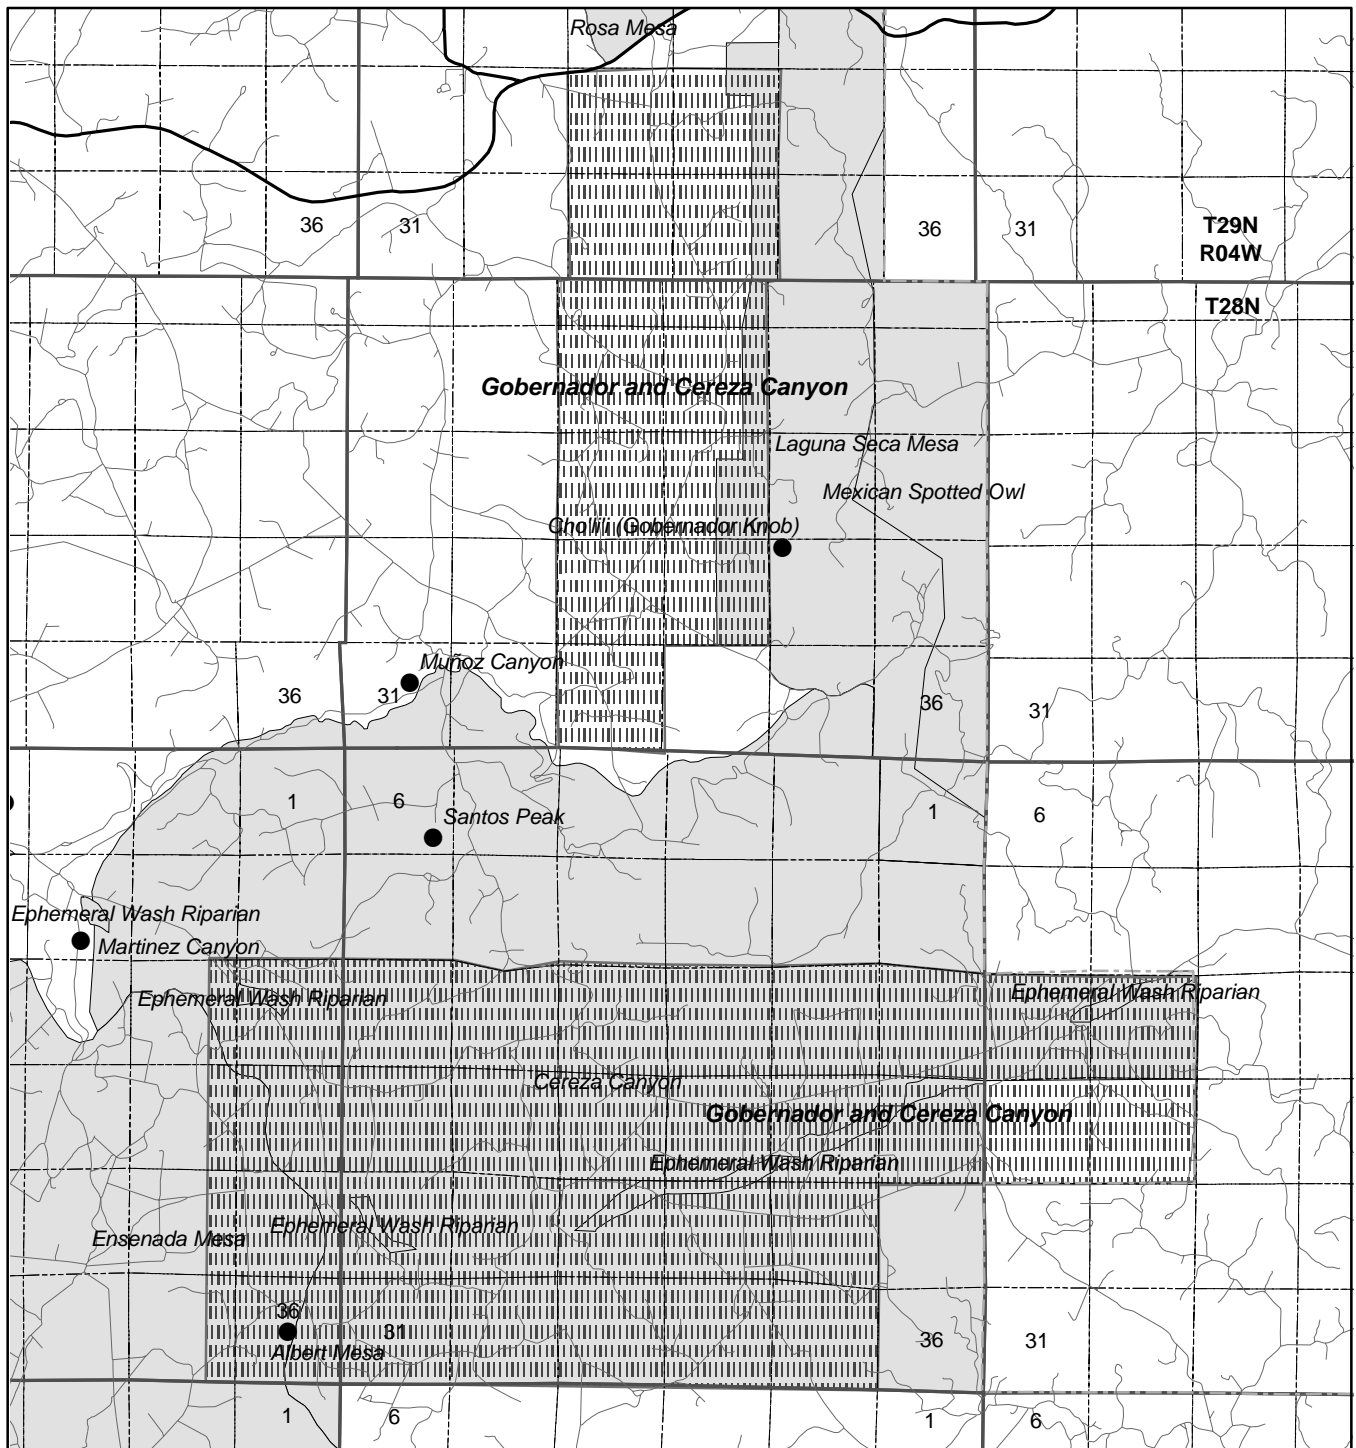 Rosa Mesa
36
31
36
31
T29N
R04W
T28N
Gobernador and Cereza Canyon
Laguna Seca Mesa
Mexican Spotted Owl
Cholii (Gobernador Knob)
Muñoz Canyon
36
31
36
31
1
6
1
6
Santos Peak
Ephemeral Wash Riparian
Martinez Canyon
Ephemeral Wash Riparian
Ephemeral Wash Riparian
Cereza Canyon
Gobernador and Cereza Canyon
Ephemeral Wash Riparian
Ephemeral Wash Riparian
Ensenada Mesa
36
31
36
31
Albert Mesa
1
6
1
6